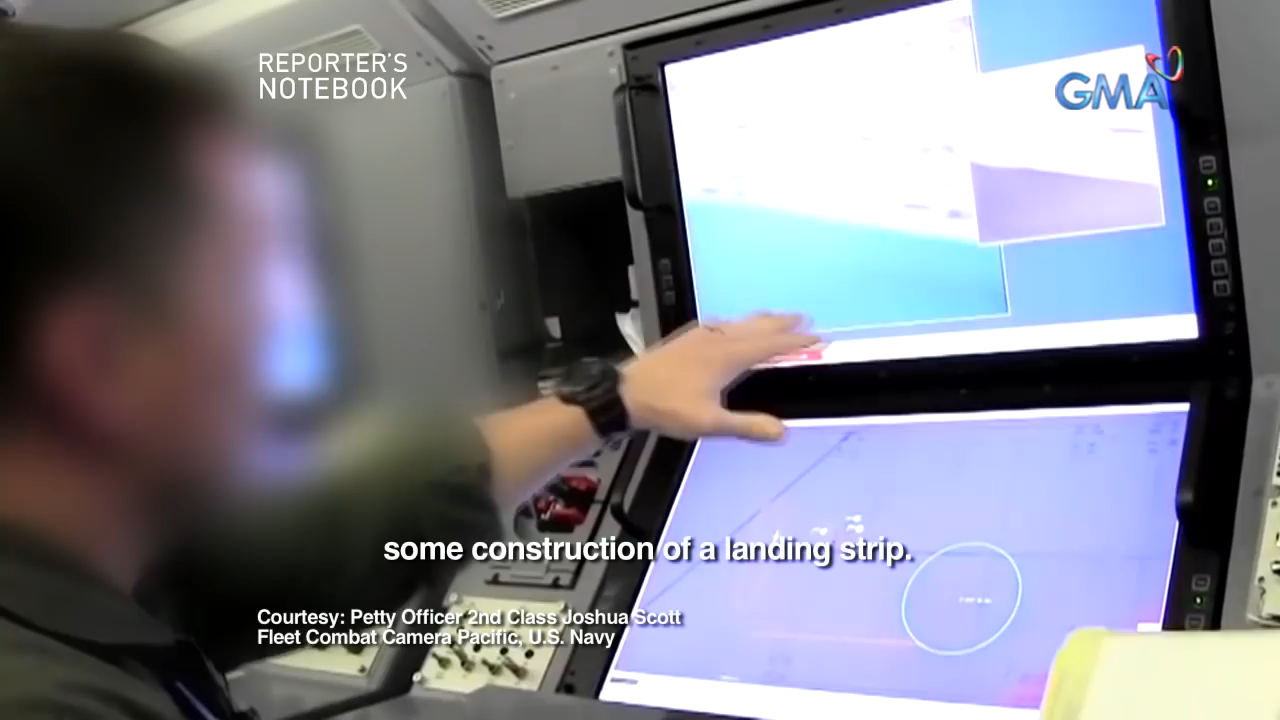 REPORTER'S
NOTEBOOK
GMA
some construction of a landing strip.
Courtesy: Petty Officer 2nd Class Joshua Scott
Fleet Combat Camera Pacific, U.S. Navy